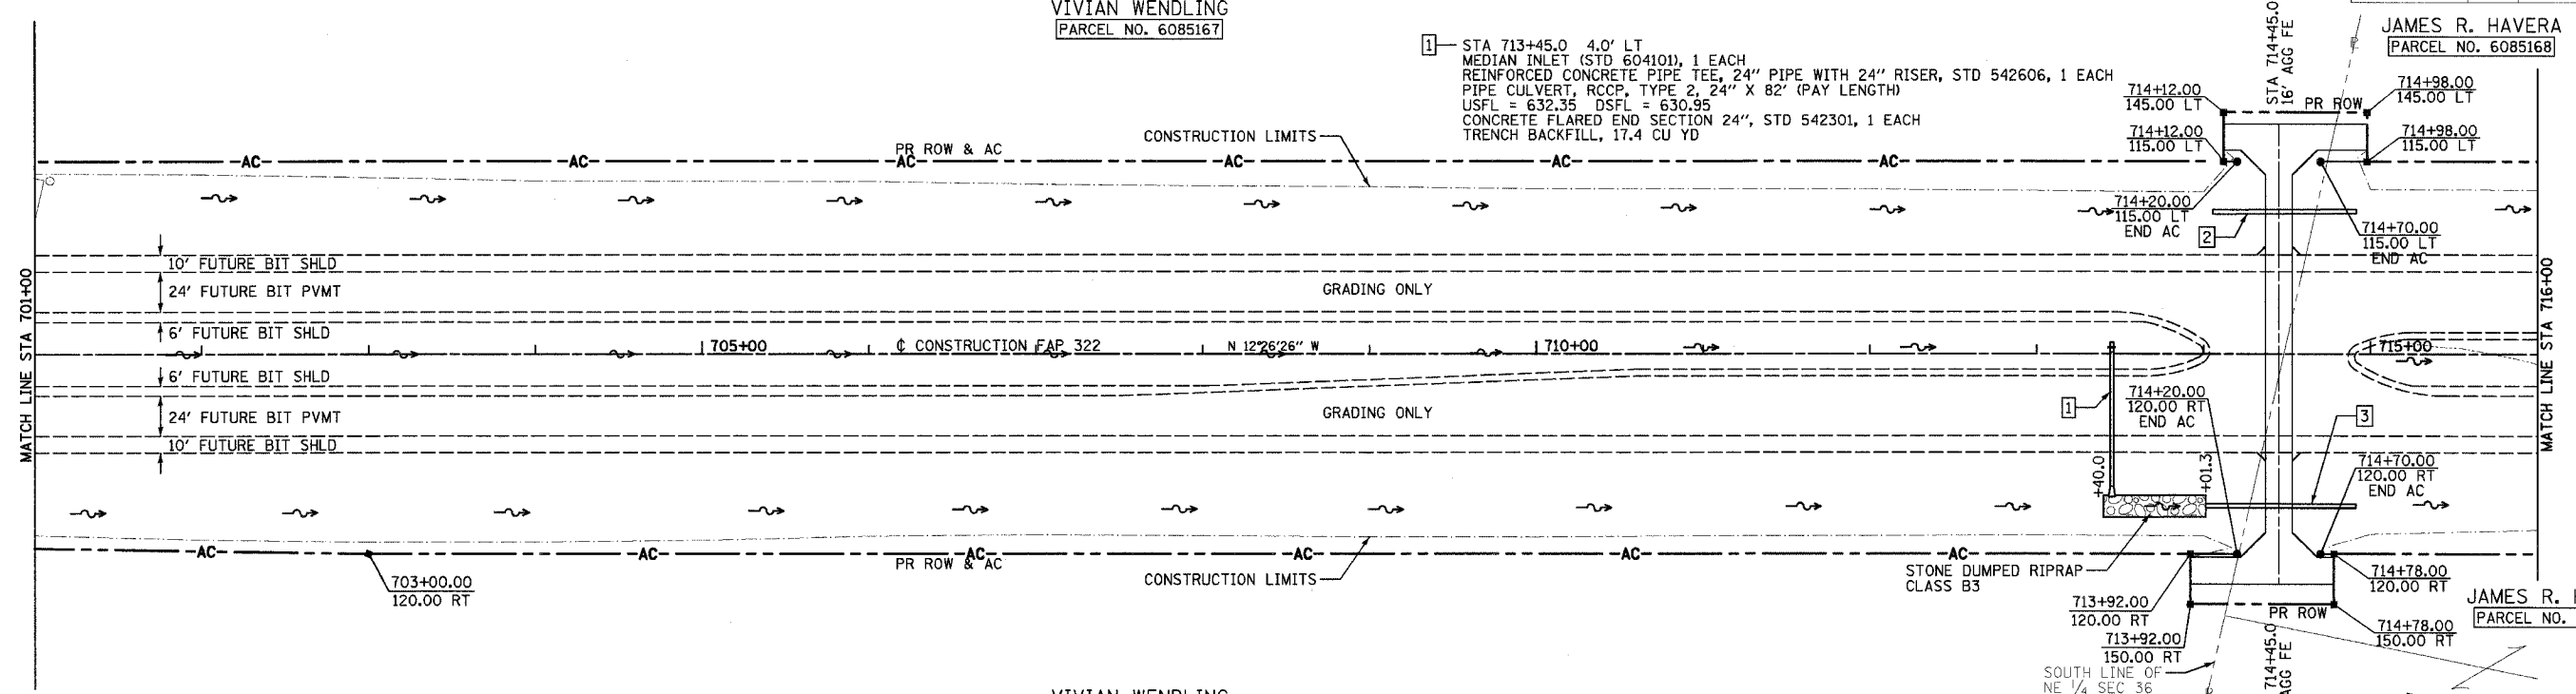 VIVIAN WENDLING
PARCEL NO. 6085167
1
STA 713+45.0 4.0' LT
MEDIAN INLET (STD 604101), 1 EACH
REINFORCED CONCRETE PIPE TEE, 24" PIPE WITH 24" RISER, STD 542606, 1 EACH
PIPE CULVERT, RCCP, TYPE 2, 24" X 82' (PAY LENGTH)
USFL = 632.35 DSFL = 630.95
CONCRETE FLARED END SECTION 24", STD 542301, 1 EACH
TRENCH BACKFILL, 17.4 CU YD
STA 714+45.0
16' AGG FE
JAMES R. HAVERA
PARCEL NO. 6085168
714+12.00
145.00 LT
714+12.00
115.00 LT
PR ROW
714+98.00
145.00 LT
714+98.00
115.00 LT
CONSTRUCTION LIMITS
PR ROW & AC
AC
AC
AC
AC
AC
AC
714+20.00
115.00 LT
END AC
2
714+70.00
115.00 LT
END AC
MATCH LINE STA 701+00
10' FUTURE BIT SHLD
24' FUTURE BIT PVMT
6' FUTURE BIT SHLD
GRADING ONLY
705+00
℄ CONSTRUCTION FAP 322
N 12°26'26" W
710+00
715+00
MATCH LINE STA 716+00
6' FUTURE BIT SHLD
24' FUTURE BIT PVMT
10' FUTURE BIT SHLD
GRADING ONLY
1
714+20.00
120.00 RT
END AC
3
+40.0
+01.3
714+70.00
120.00 RT
END AC
AC
AC
AC
AC
AC
AC
PR ROW & AC
703+00.00
120.00 RT
CONSTRUCTION LIMITS
STONE DUMPED RIPRAP
CLASS B3
713+92.00
120.00 RT
713+92.00
150.00 RT
714+78.00
120.00 RT
PR ROW
714+78.00
150.00 RT
JAMES R.
PARCEL NO.
SOUTH LINE OF
NE 1/4 SEC 36
714+45.0
AGG FE
VIVIAN WENDLING